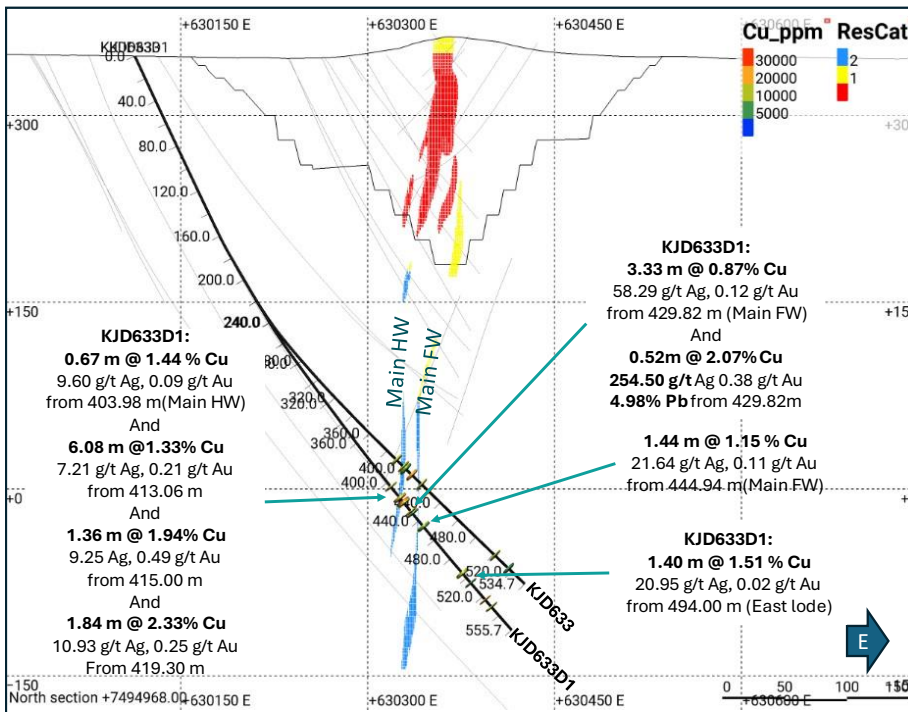 +630150 E
+630300 E
+630450 E
+630600 E
Cu_ppm
30000
20000
10000
5000
ResCat
2
1
0.0
40.0
80.0
120.0
160.0
200.0
240.0
320.0
320.0
360.0
360.0
400.0
400.0
440.0
480.0
480.0
520.0
534.7
520.0
555.7
+300
+150
+0
-150
Main HW
Main FW
KJD633D1:
0.67 m @ 1.44 % Cu
9.60 g/t Ag, 0.09 g/t Au
from 403.98 m(Main HW)
And
6.08 m @1.33% Cu
7.21 g/t Ag, 0.21 g/t Au
from 413.06 m
And
1.36 m @ 1.94% Cu
9.25 Ag, 0.49 g/t Au
from 415.00 m
And
1.84 m @ 2.33% Cu
10.93 g/t Ag, 0.25 g/t Au
From 419.30 m
KJD633D1:
3.33 m @ 0.87% Cu
58.29 g/t Ag, 0.12 g/t Au
from 429.82 m (Main FW)
And
0.52m @ 2.07% Cu
254.50 g/t Ag 0.38 g/t Au
4.98% Pb from 429.82m
1.44 m @ 1.15 % Cu
21.64 g/t Ag, 0.11 g/t Au
from 444.94 m(Main FW)
KJD633D1:
1.40 m @ 1.51 % Cu
20.95 g/t Ag, 0.02 g/t Au
from 494.00 m (East lode)
KJD633
KJD633D1
E
North section +7494968.00
+630150 E
+630300 E
+630450 E
+630600 E
0 50 100 150